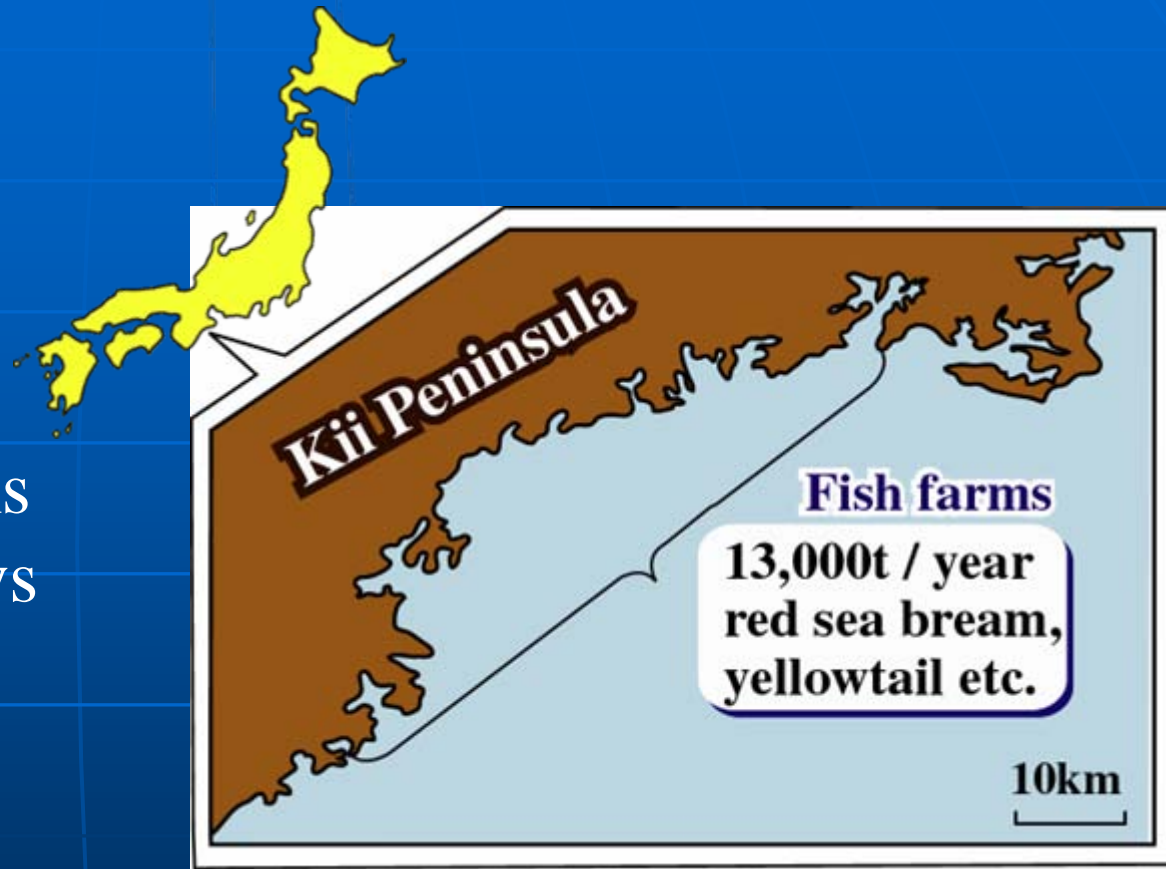 Kii Peninsula
Fish farms
13,000t / year
red sea bream,
yellowtail etc.
10km